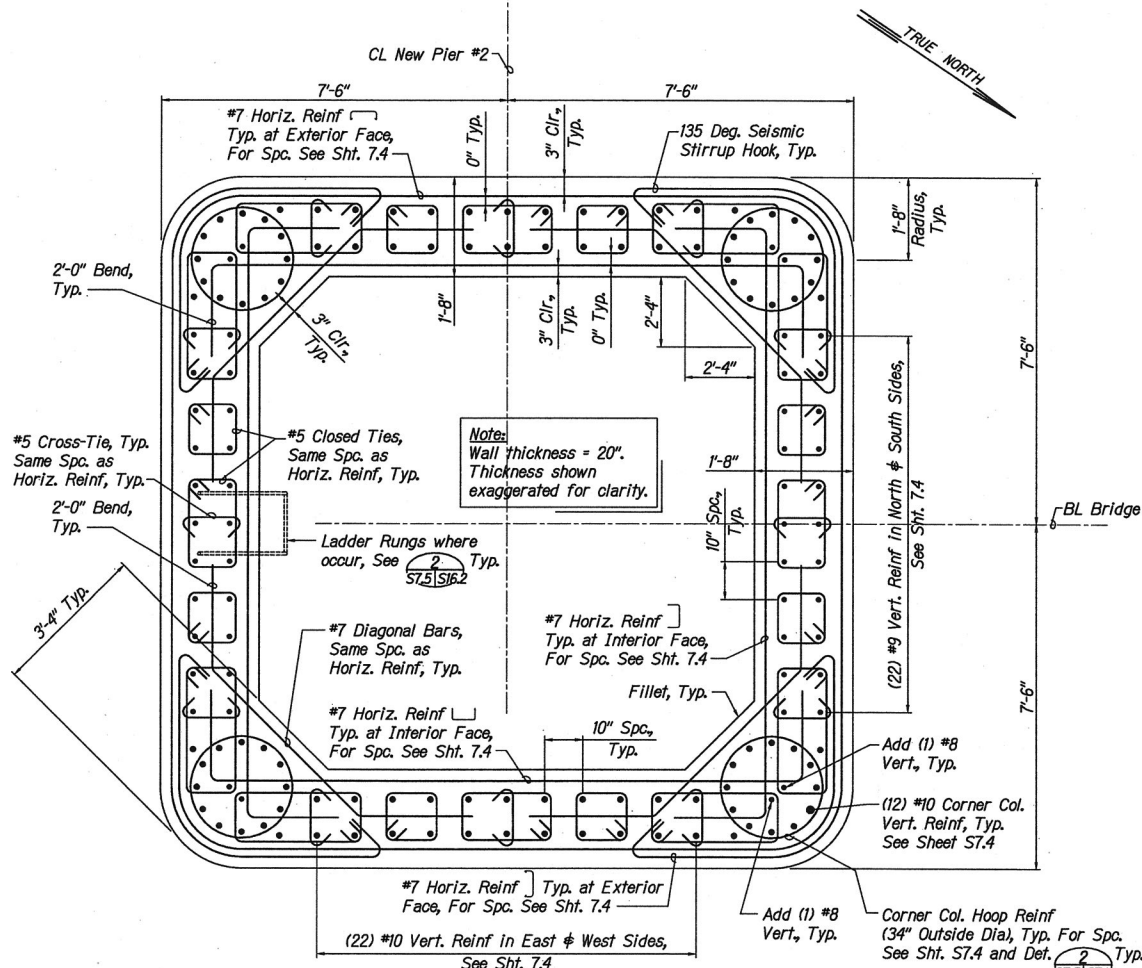 TRUE NORTH
CL New Pier #2
7'-6"
7'-6"
#7 Horiz. Reinf
Typ. at Exterior Face,
For Spc. See Sht. 7.4
0" Typ.
3" Clr.,
Typ.
135 Deg. Seismic
Stirrup Hook, Typ.
1'-8"
Radius,
Typ.
2'-0" Bend,
Typ.
3" Clr.,
Typ.
1'-8"
3" Clr.,
Typ.
0" Typ.
2'-4"
2'-4"
7'-6"
(22) #9 Vert. Reinf in North & South Sides,
See Sht. 7.4
#5 Cross-Tie, Typ.
Same Spc. as
Horiz. Reinf, Typ.
#5 Closed Ties,
Same Spc. as
Horiz. Reinf, Typ.
Note:
Wall thickness = 20".
Thickness shown
exaggerated for clarity.
1'-8"
10" Spc.,
Typ.
2'-0" Bend,
Typ.
BL Bridge
Ladder Rungs where
occur, See
2
S7.5 S16.2
Typ.
3'-4" Typ.
#7 Diagonal Bars,
Same Spc. as
Horiz. Reinf, Typ.
#7 Horiz. Reinf
Typ. at Interior Face,
For Spc. See Sht. 7.4
Fillet, Typ.
7'-6"
#7 Horiz. Reinf
Typ. at Interior Face,
For Spc. See Sht. 7.4
10" Spc.,
Typ.
Add (1) #8
Vert., Typ.
(12) #10 Corner Col.
Vert. Reinf, Typ.
See Sheet S7.4
#7 Horiz. Reinf Typ. at Exterior
Face, For Spc. See Sht. 7.4
Add (1) #8
Vert., Typ.
Corner Col. Hoop Reinf
(34" Outside Dia), Typ. For Spc.
See Sht. S7.4 and Det. 2 Typ.
(22) #10 Vert. Reinf in East & West Sides,
See Sht. 7.4